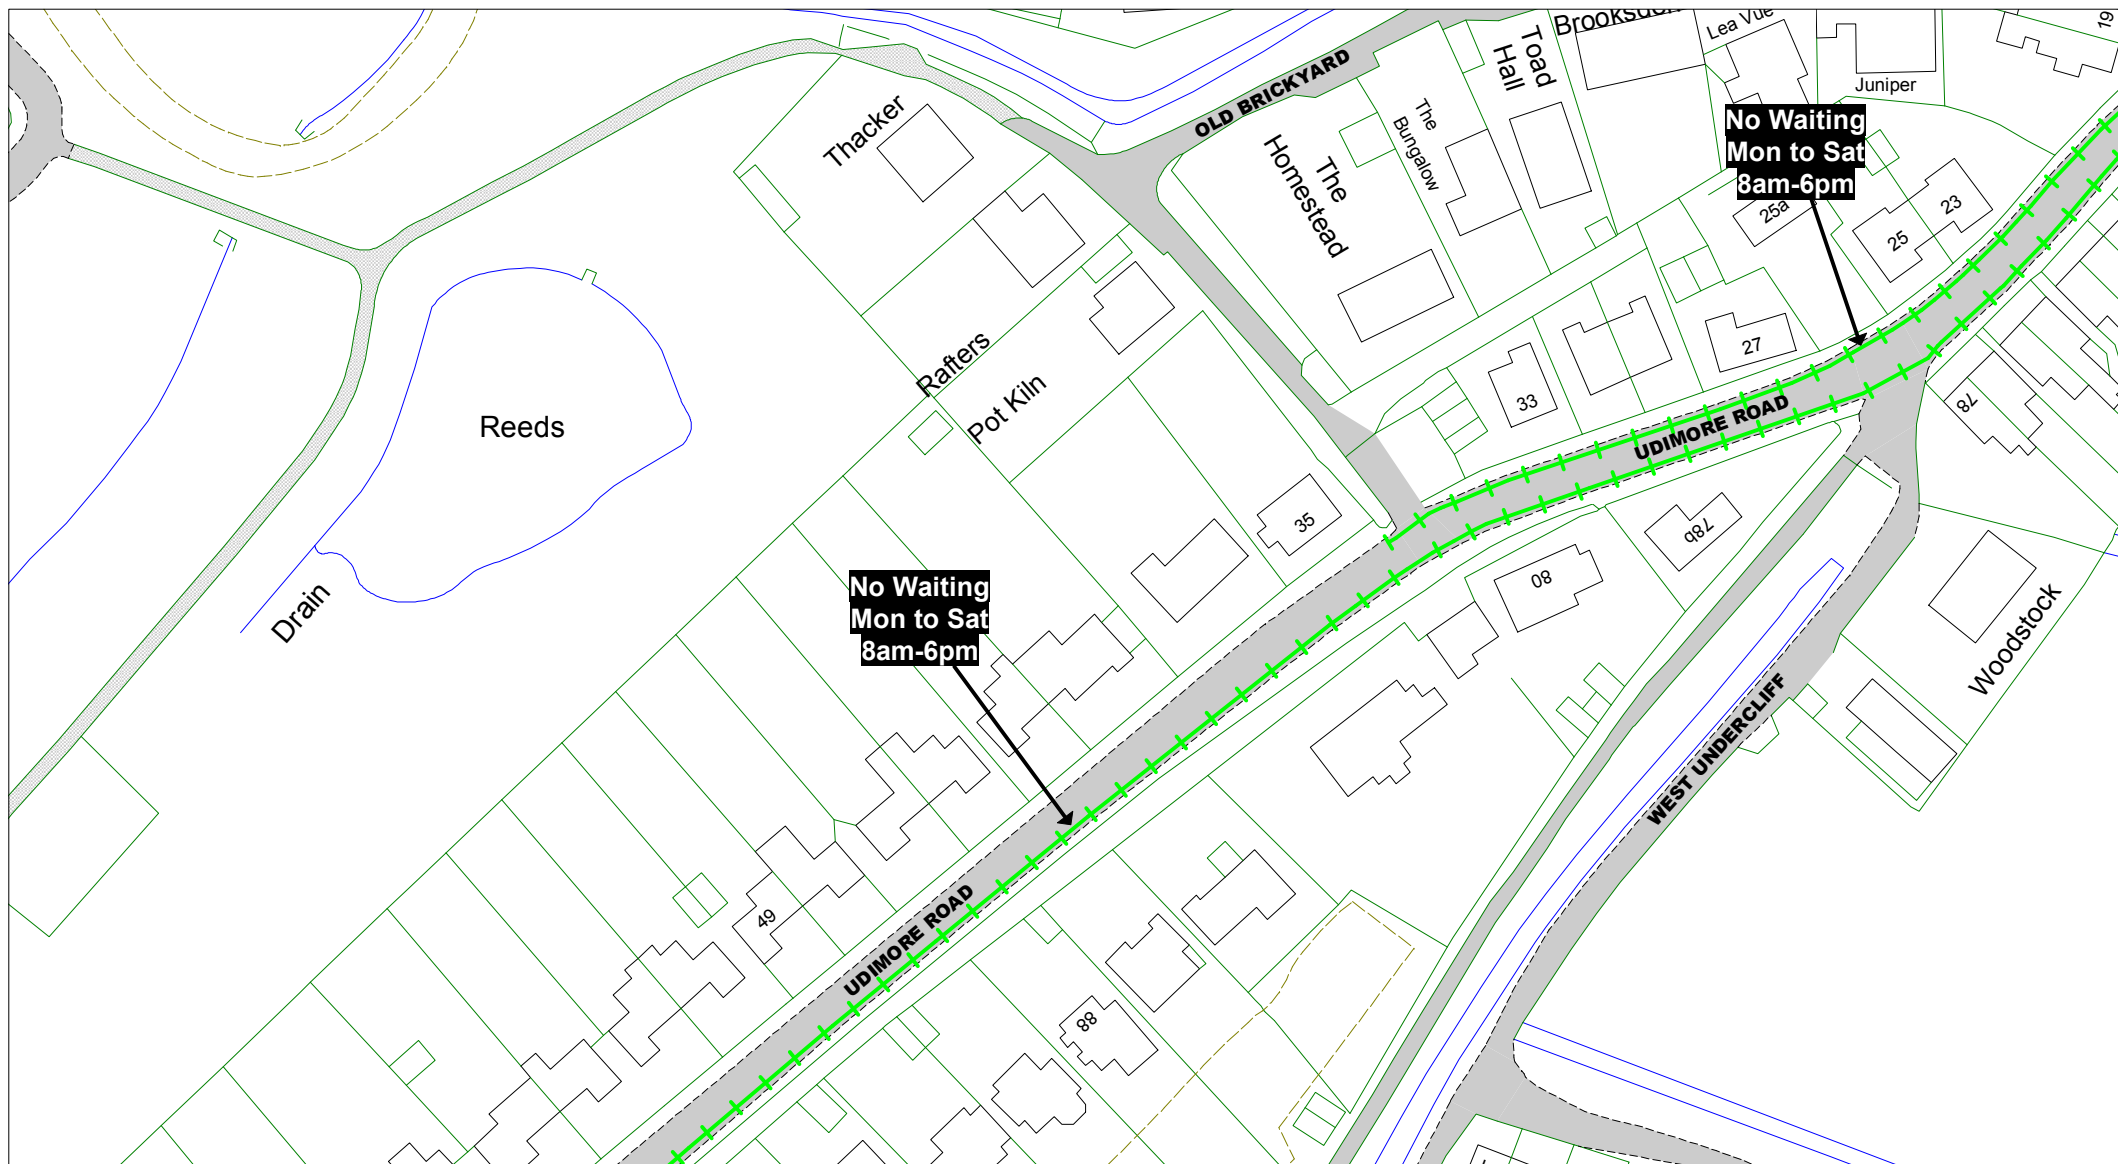 Lea Vue
19
Toad
Hall
Juniper
OLD BRICKYARD
Thacker
The
Bungalow
No Waiting
Mon to Sat
8am-6pm
The
Homestead
25a
23
25
27
Rafters
Pot Kiln
33
78
Reeds
UDIMORE ROAD
35
78b
80
Drain
No Waiting
Mon to Sat
8am-6pm
Woodstock
WEST UNDERCLIFF
49
UDIMORE ROAD
88